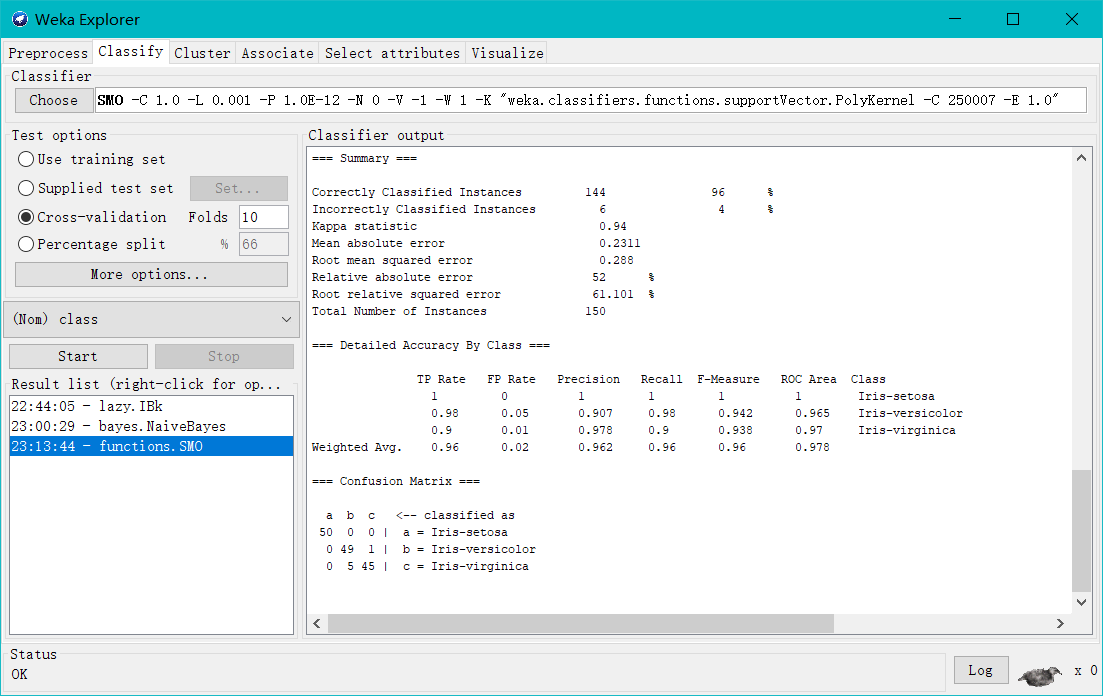 Weka Explorer
Preprocess Classify Cluster Associate Select attributes Visualize
Classifier
Choose SMO -C 1.0 -L 0.001 -P 1.0E-12 -N 0 -V -1 -W 1 -K "weka.classifiers.functions.supportVector.PolyKernel -C 250007 -E 1.0"
Test options
Use training set
Supplied test set Set...
Cross-validation Folds 10
Percentage split % 66
More options...
(Nom) class
Start Stop
Result list (right-click for op...
22:44:05 - lazy.IBk
23:00:29 - bayes.NaiveBayes
23:13:44 - functions.SMO
Classifier output
=== Summary ===
Correctly Classified Instances 144 96 %
Incorrectly Classified Instances 6 4 %
Kappa statistic 0.94
Mean absolute error 0.2311
Root mean squared error 0.288
Relative absolute error 52 %
Root relative squared error 61.101 %
Total Number of Instances 150
=== Detailed Accuracy By Class ===
TP Rate FP Rate Precision Recall F-Measure ROC Area Class
1 0 1 1 1 1 Iris-setosa
0.98 0.05 0.907 0.98 0.942 0.965 Iris-versicolor
0.9 0.01 0.978 0.9 0.938 0.97 Iris-virginica
Weighted Avg. 0.96 0.02 0.962 0.96 0.96 0.978
=== Confusion Matrix ===
a b c <-- classified as
50 0 0 | a = Iris-setosa
0 49 1 | b = Iris-versicolor
0 5 45 | c = Iris-virginica
Status
OK
Log x 0